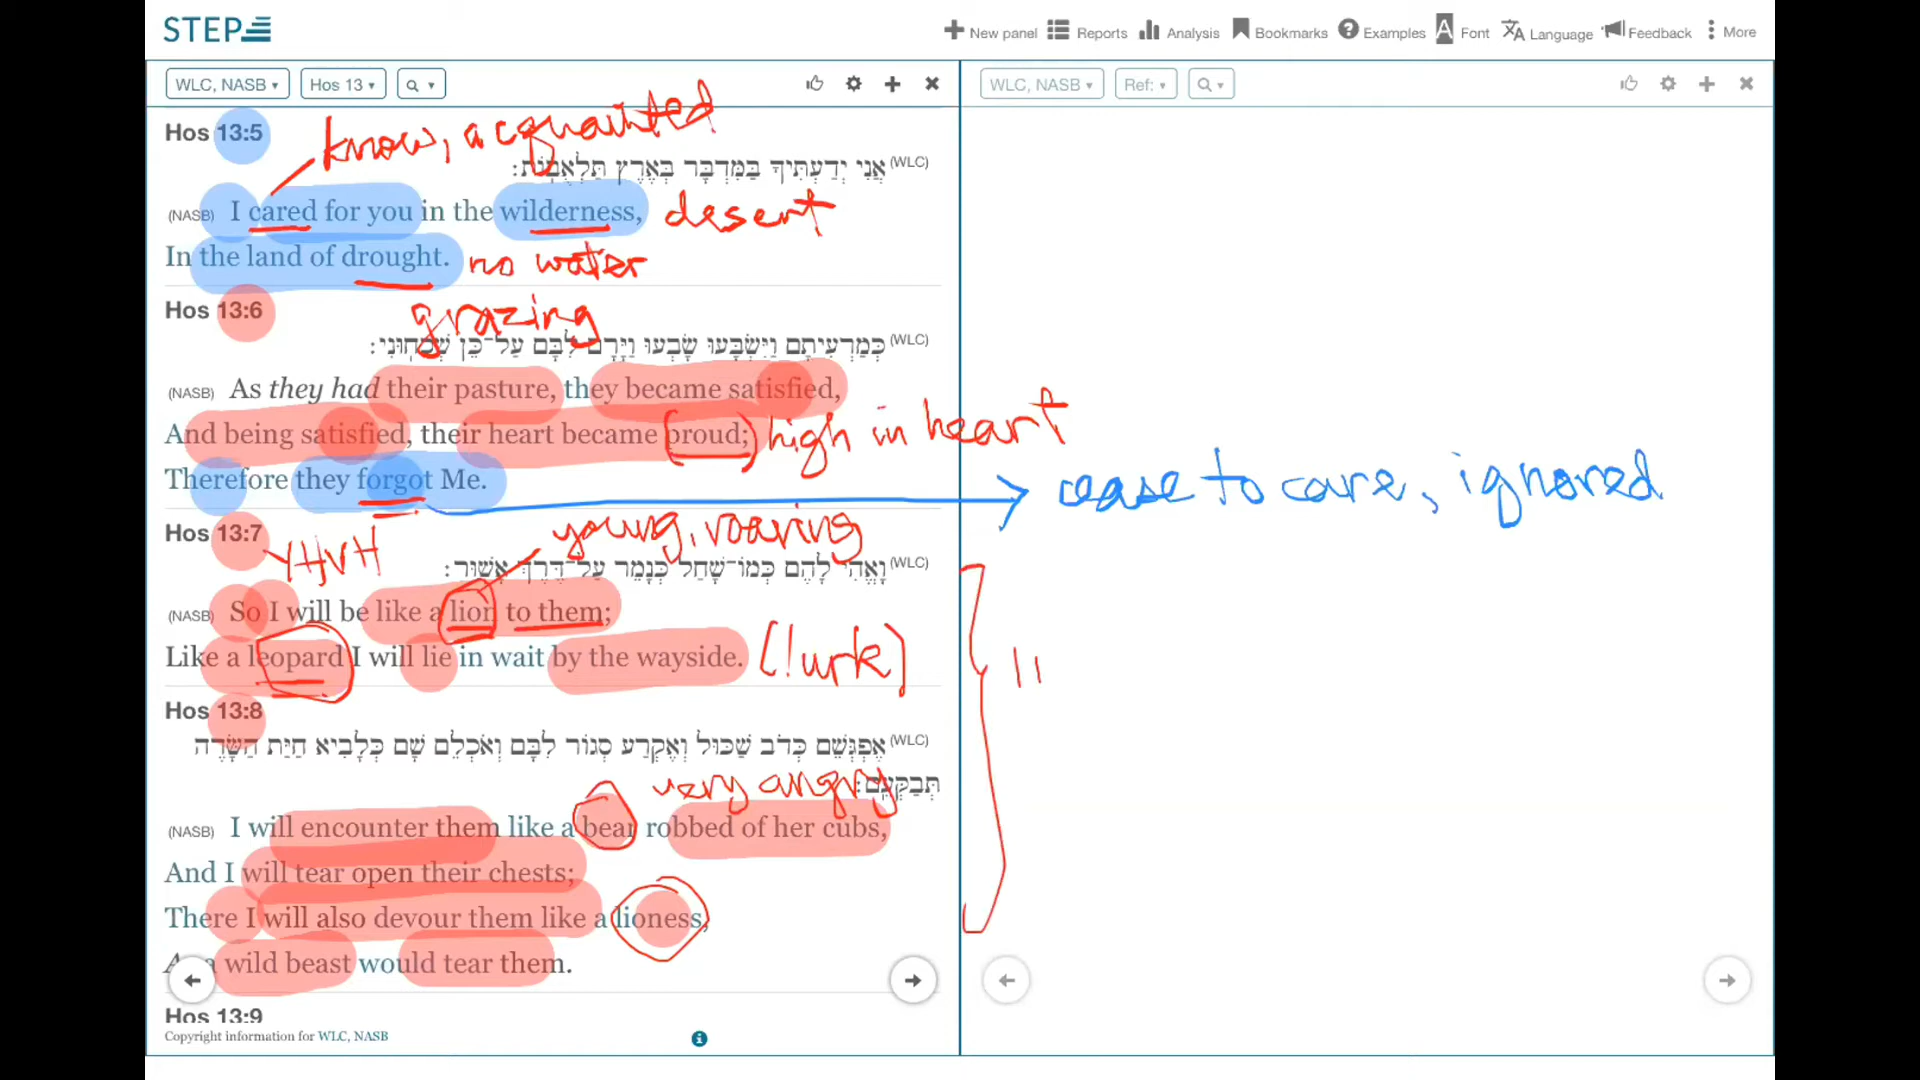 STEP
New panel Reports Analysis Bookmarks Examples A Font Language Feedback More
WLC, NASB Hos 13
WLC, NASB Ref:
Hos 13:5
know, acquainted
אֲנִי יְדַעְתִּיךָ בַּמִּדְבָּר בְּאֶרֶץ תַּלְאֻבוֹת׃ (WLC)
(NASB) I cared for you in the wilderness, desert
In the land of drought. no water
Hos 13:6
grazing
כְּמַרְעִיתָם וַיִּשְׂבָּעוּ שָׂבְעוּ וַיָּרָם לִבָּם עַל־כֵּן שְׁכֵחוּנִי׃ (WLC)
(NASB) As they had their pasture, they became satisfied,
And being satisfied, their heart became (proud;) high in heart
Therefore they forgot Me. cease to care, ignored
Hos 13:7
YHVH
young, roaring
וָאֱהִי לָהֶם כְּמוֹ־שָׁחַל כְּנָמֵר עַל־דֶּרֶךְ אָשׁוּר׃ (WLC)
(NASB) So I will be like a lion to them;
Like a leopard I will lie in wait by the wayside. (lurk)
Hos 13:8
אֶפְגְּשֵׁם כְּדֹב שַׁכּוּל וְאֶקְרַע סְגוֹר לִבָּם וְאֹכְלֵם שָׁם כְּלָבִיא חַיַּת הַשָּׂדֶה (WLC)
תְּבַקְּעֵם׃
very angry
(NASB) I will encounter them like a bear robbed of her cubs,
And I will tear open their chests;
There I will also devour them like a lioness,
As a wild beast would tear them.
Hos 13:9
Copyright information for WLC, NASB